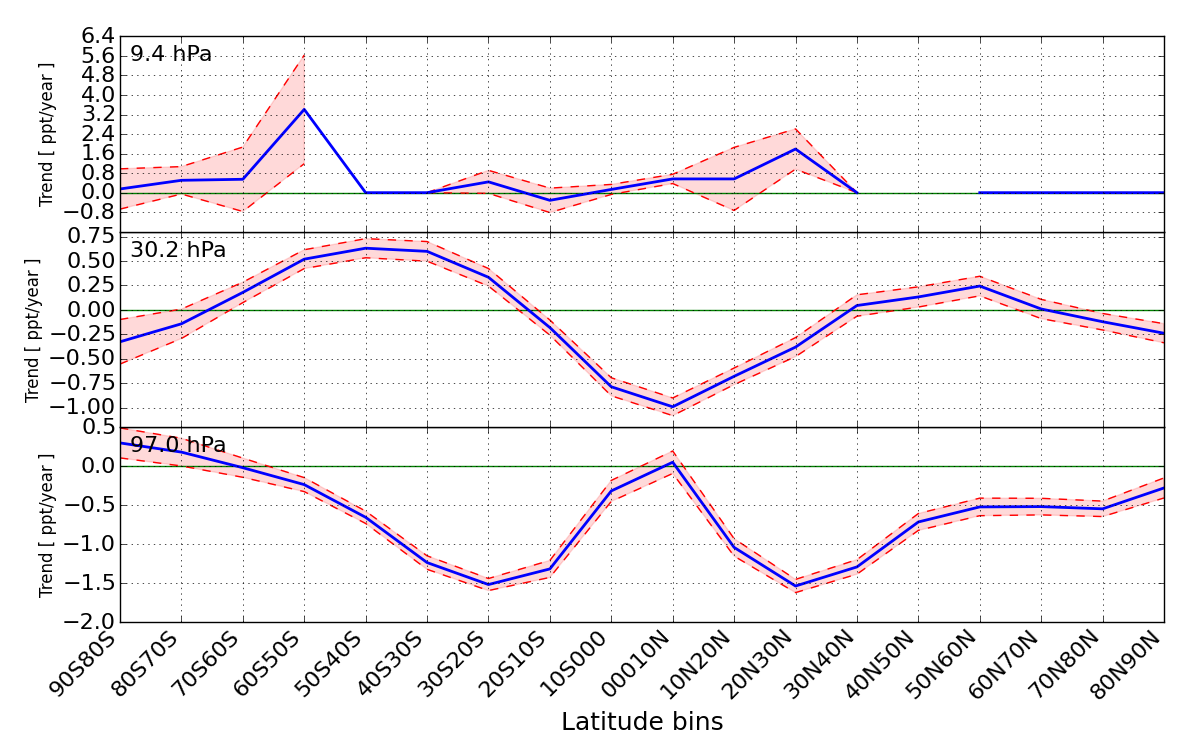 6.4
9.4 hPa
5.6
4.8
4.0
3.2
2.4
1.6
0.8
0.0
−0.8
Trend [ ppt/year ]
0.75
30.2 hPa
0.50
0.25
0.00
−0.25
−0.50
−0.75
−1.00
Trend [ ppt/year ]
0.5
97.0 hPa
0.0
−0.5
−1.0
−1.5
−2.0
Trend [ ppt/year ]
90S80S
80S70S
70S60S
60S50S
50S40S
40S30S
30S20S
20S10S
10S000
00010N
10N20N
20N30N
30N40N
40N50N
50N60N
60N70N
70N80N
80N90N
Latitude bins